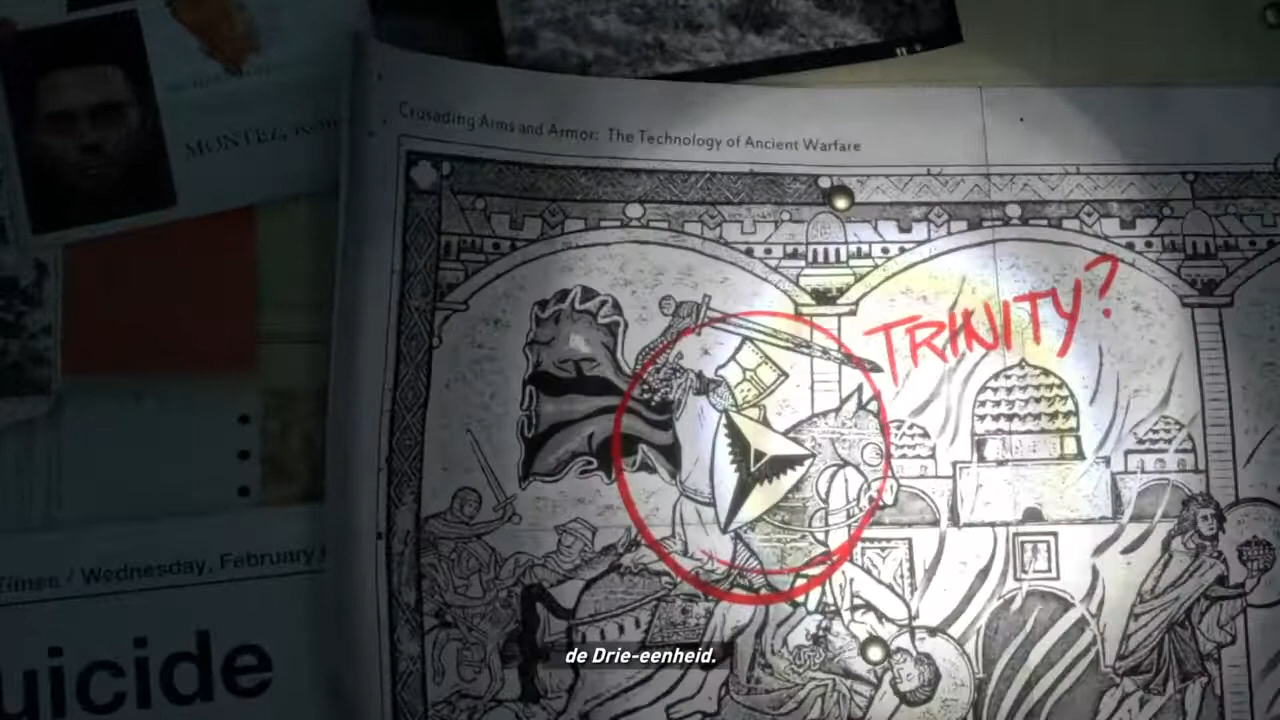 Crusading Arms and Armor: The Technology of Ancient Warfare
MONTEZ
TRINITY?
Times / Wednesday, February
uicide
de Drie-eenheid.